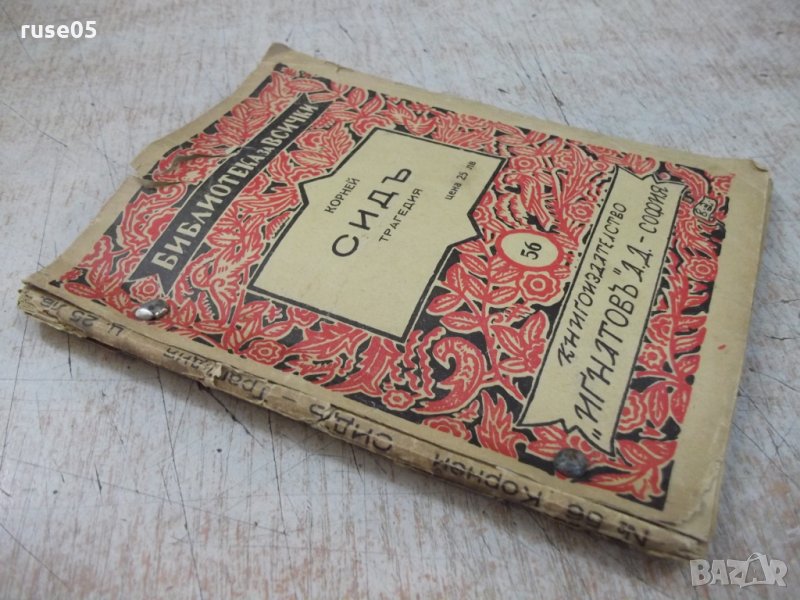 ruse05
БИБЛИОТЕКА ЗА ВСИЧКИ
КОРНЕЙ
СИДЪ
ТРАГЕДИЯ
цена 25 лв
56
КНИГОИЗДАТЕЛСТВО
„ИГНАТОВЪ" А.Д. - СОФИЯ
№ 56 Корней СИДЪ – Трагедия Ц. 25 лв
BAZAR